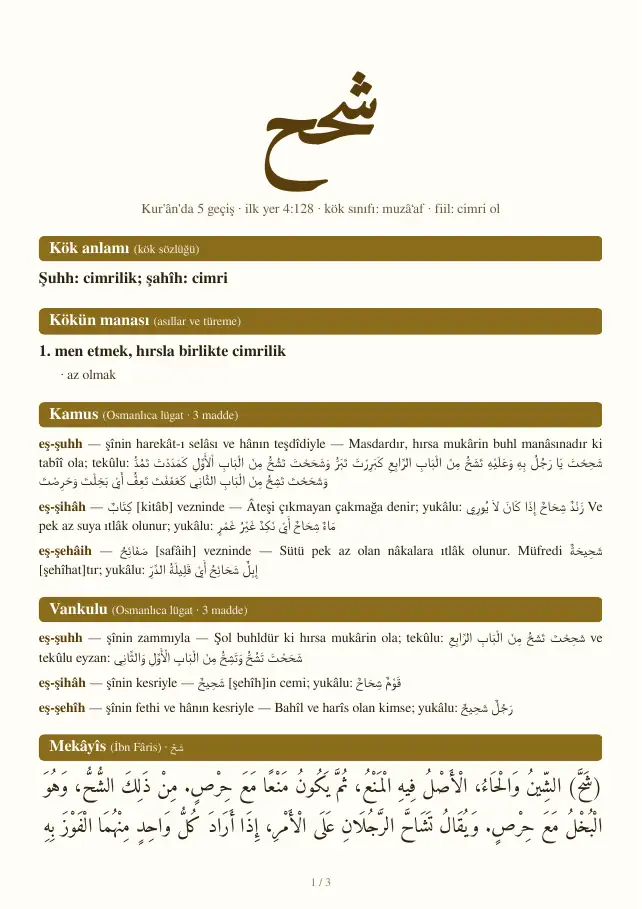 شحح
Kur'ân'da 5 geçiş · ilk yer 4:128 · kök sınıfı: muzâ'af · fiil: cimri ol
Kök anlamı (kök sözlüğü)
Şuhh: cimrilik; şahîh: cimri
Kökün manası (asıllar ve türeme)
1. men etmek, hırsla birlikte cimrilik
· az olmak
Kamus (Osmanlıca lügat · 3 madde)
eş-şuhh — şînin harekât-ı selâsı ve hânın teşdîdiyle — Masdardır, hırsa mukârin buhl manâsınadır ki
tabîî ola; tekûlu: شَحِحْتَ يَا رَجُلُ بِهِ وَعَلَيْهِ تَشَحُّ مِنَ الْبَابِ الرَّابِعِ كَبَرِرْتَ تَبَرُّ وَشَحَحْتَ تَشُحُّ مِنَ الْبَابِ الْأَوَّلِ كَمَدَدْتَ تَمُدُّ
وَشَحَحْتَ تَشِحُّ مِنَ الْبَابِ الثَّانِي كَعَفَفْتَ تَعِفُّ أَيْ بَخِلْتَ وَحَرِصْتَ
eş-şihâh — كِتَابٌ [kitâb] vezninde — Âteşi çıkmayan çakmağa denir; yukâlu: زَنْدٌ شِحَاحٌ إِذَا كَانَ لاَ يُورِي Ve
pek az suya ıtlâk olunur; yukâlu: مَاءٌ شِحَاحٌ أَيْ نَكِدٌ غَيْرُ غَمْرٍ
eş-şehâih — صَفَائِحُ [safâih] vezninde — Sütü pek az olan nâkalara ıtlâk olunur. Müfredi شَحِيحَةٌ
[şehîhat]tır; yukâlu: إِبِلٌ شَحَائِحُ أَيْ قَلِيلَةُ الدَّرِّ
Vankulu (Osmanlıca lügat · 3 madde)
eş-şuhh — şînin zammıyla — Şol buhldür ki hırsa mukârin ola; tekûlu: شَحِحْتَ تَشَحُّ مِنَ الْبَابِ الرَّابِعِ ve
tekûlu eyzan: شَحَحْتَ تَشُحُّ وَتَشِحُّ مِنَ الْبَابِ الْأَوَّلِ وَالثَّانِي
eş-şihâh — şînin kesriyle — شَحِيحٌ [şehîh]in cemi; yukâlu: قَوْمٌ شِحَاحٌ
eş-şehîh — şînin fethi ve hânın kesriyle — Bahîl ve harîs olan kimse; yukâlu: رَجُلٌ شَحِيحٌ
Mekâyîs (İbn Fâris) · شَحَّ
(شَحَّ) الشِّينُ وَالْحَاءُ، الْأَصْلُ فِيهِ الْمَنْعُ، ثُمَّ يَكُونُ مَنْعًا مَعَ حِرْصٍ. مِنْ ذَلِكَ الشُّحُّ، وَهُوَ
الْبُخْلُ مَعَ حِرْصٍ. وَيُقَالُ تَشَاحَّ الرَّجُلَانِ عَلَى الْأَمْرِ، إِذَا أَرَادَ كُلُّ وَاحِدٍ مِنْهُمَا الْفَوْزَ بِهِ
1 / 3